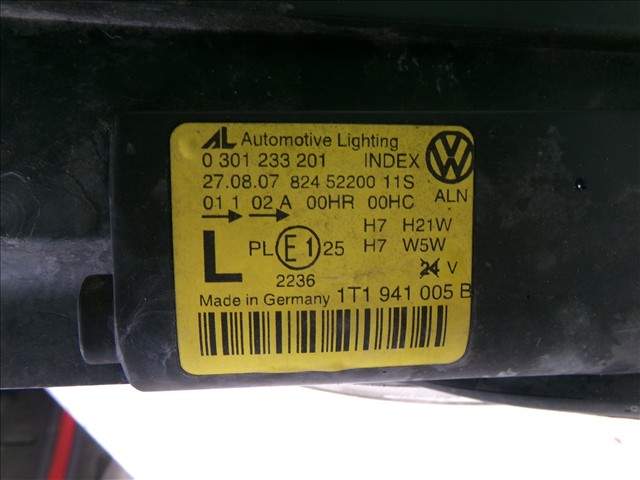 AL Automotive Lighting
0 301 233 201 INDEX
27.08.07 824 52200 11S
ALN
01 1 02 A 00HR 00HC
H7 H21W
L PL E1 25 H7 W5W
2236 24 V
Made in Germany 1T1 941 005 B